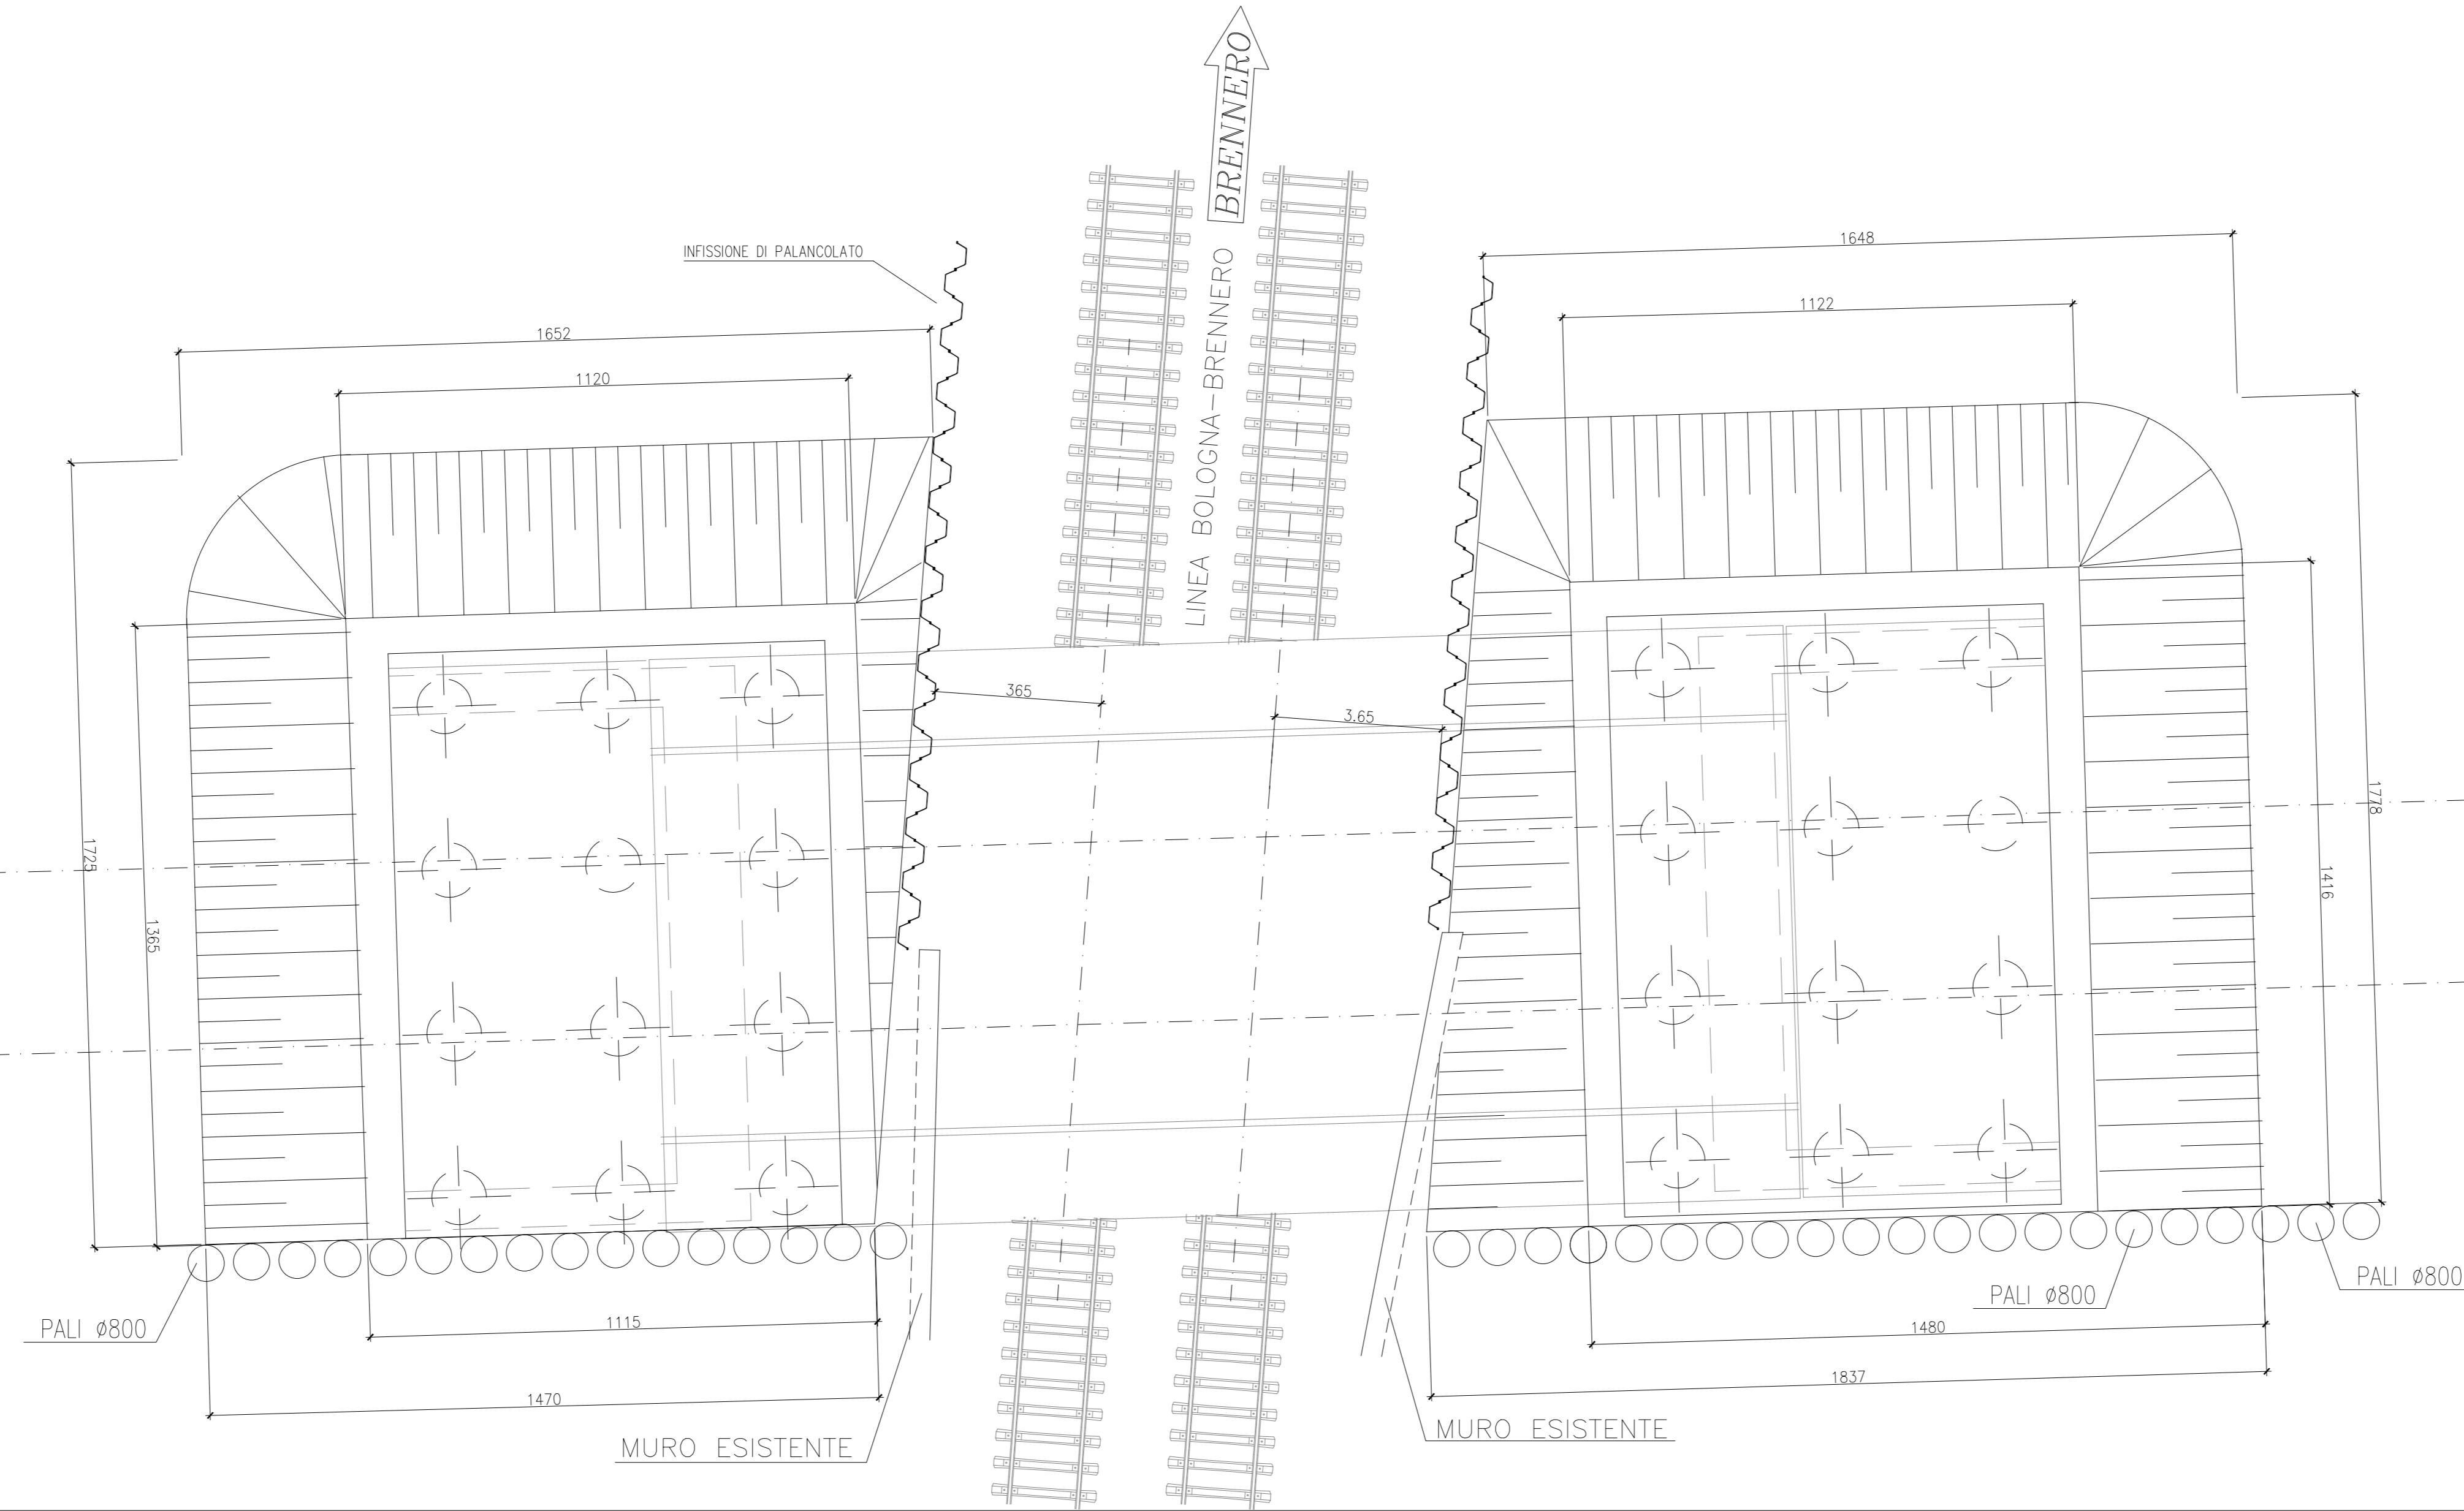 BRENNERO
LINEA BOLOGNA-BRENNERO
INFISSIONE DI PALANCOLATO
1648
1122
1652
1120
365
3.65
1725
1365
1778
1416
PALI Ø800
PALI Ø800
PALI Ø800
1115
1480
1470
1837
MURO ESISTENTE
MURO ESISTENTE